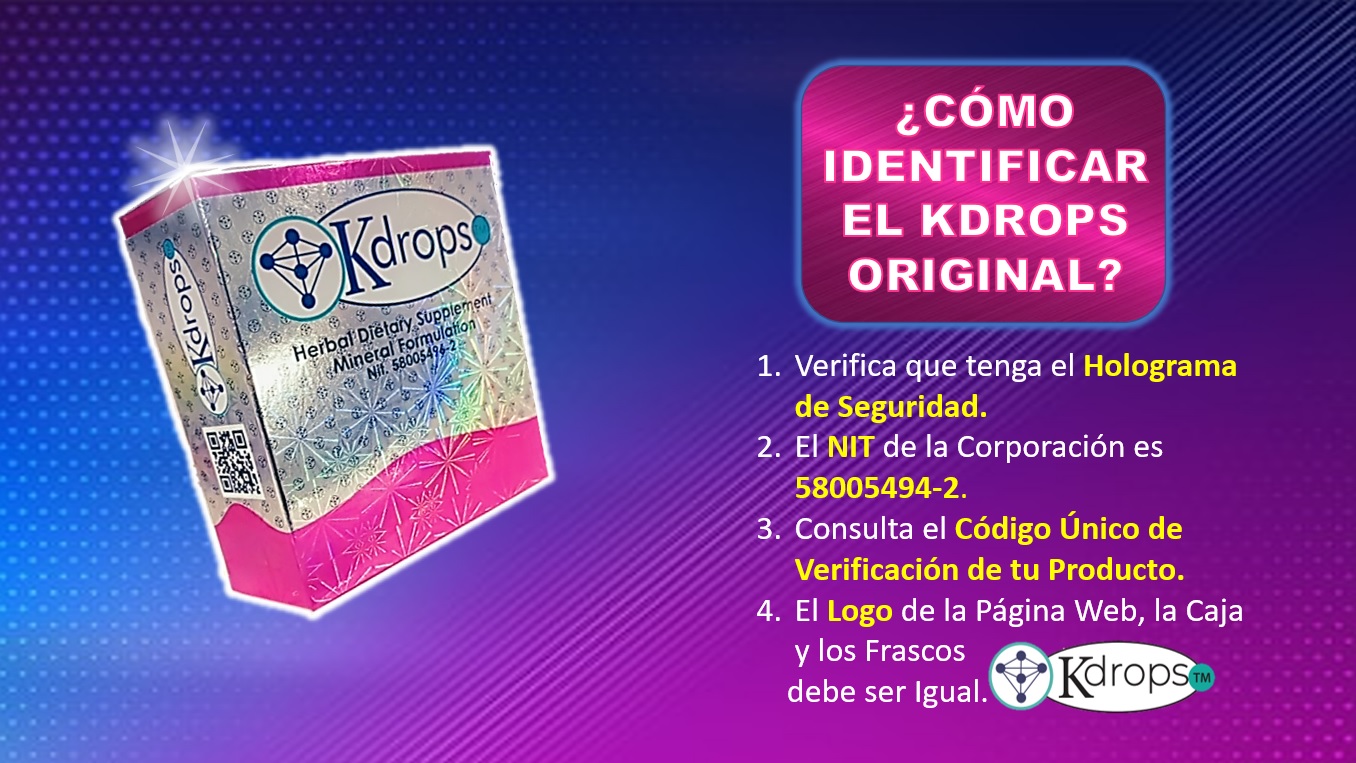 Kdrops
Herbal Dietary Supplement
Mineral Formulation
Nit. 58005494-2
Kdrops
¿CÓMO
IDENTIFICAR
EL KDROPS
ORIGINAL?
1. Verifica que tenga el Holograma
de Seguridad.
2. El NIT de la Corporación es
58005494-2.
3. Consulta el Código Único de
Verificación de tu Producto.
4. El Logo de la Página Web, la Caja
y los Frascos
debe ser Igual.
Kdrops TM